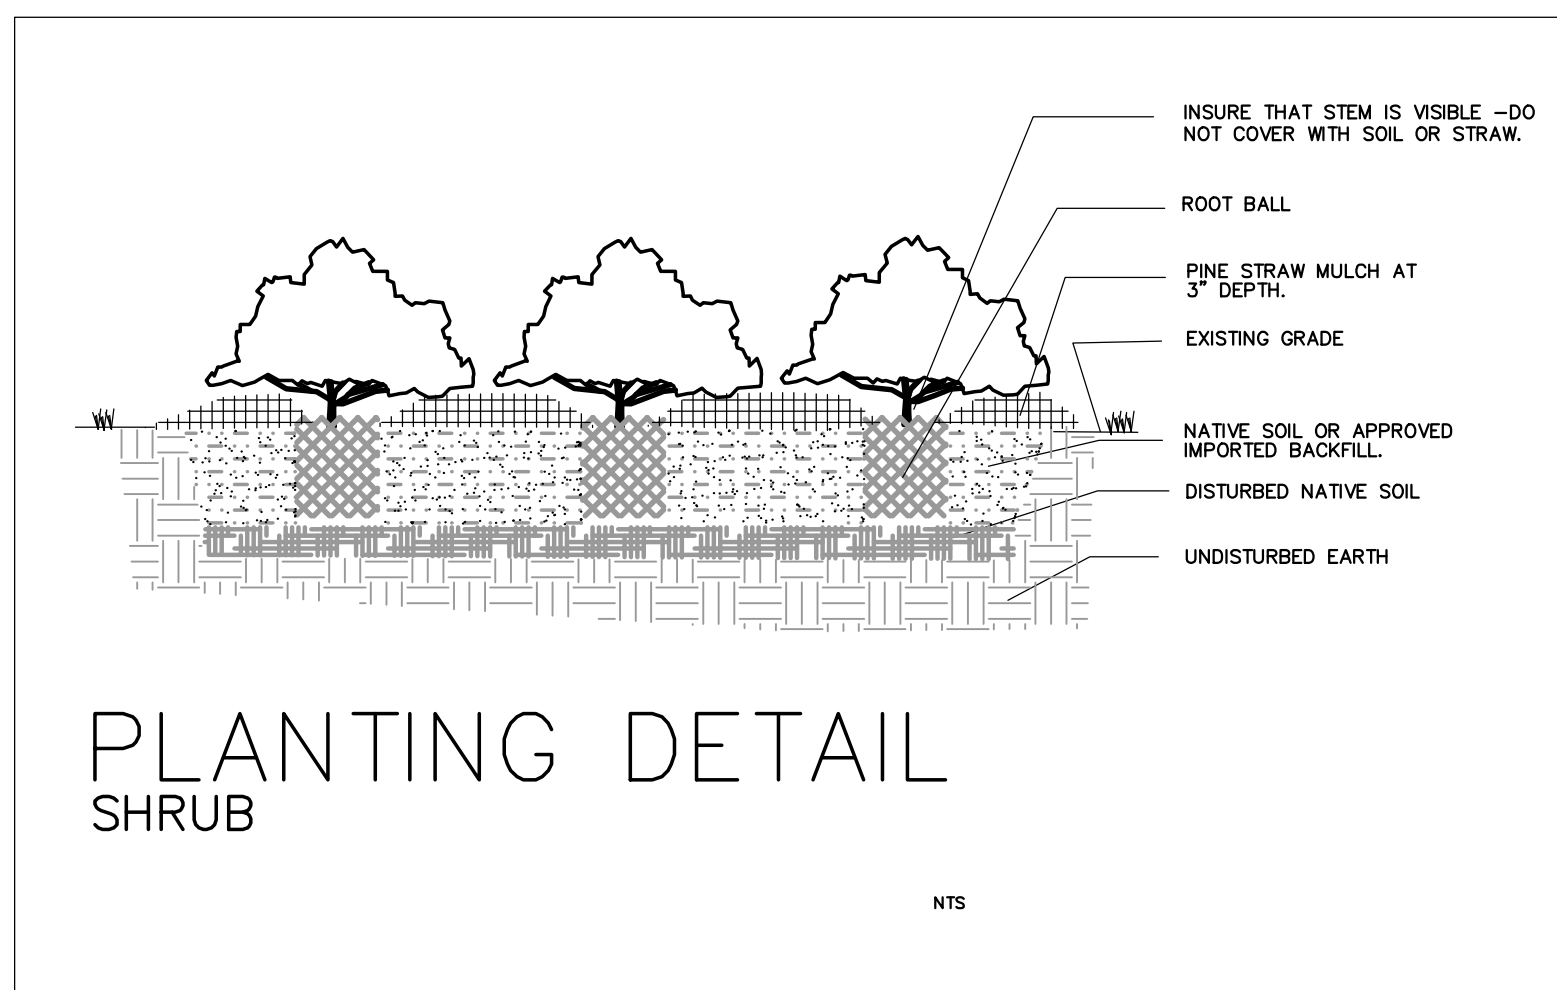 INSURE THAT STEM IS VISIBLE –DO
NOT COVER WITH SOIL OR STRAW.
ROOT BALL
PINE STRAW MULCH AT
3" DEPTH.
EXISTING GRADE
NATIVE SOIL OR APPROVED
IMPORTED BACKFILL.
DISTURBED NATIVE SOIL
UNDISTURBED EARTH
PLANTING DETAIL
SHRUB
NTS